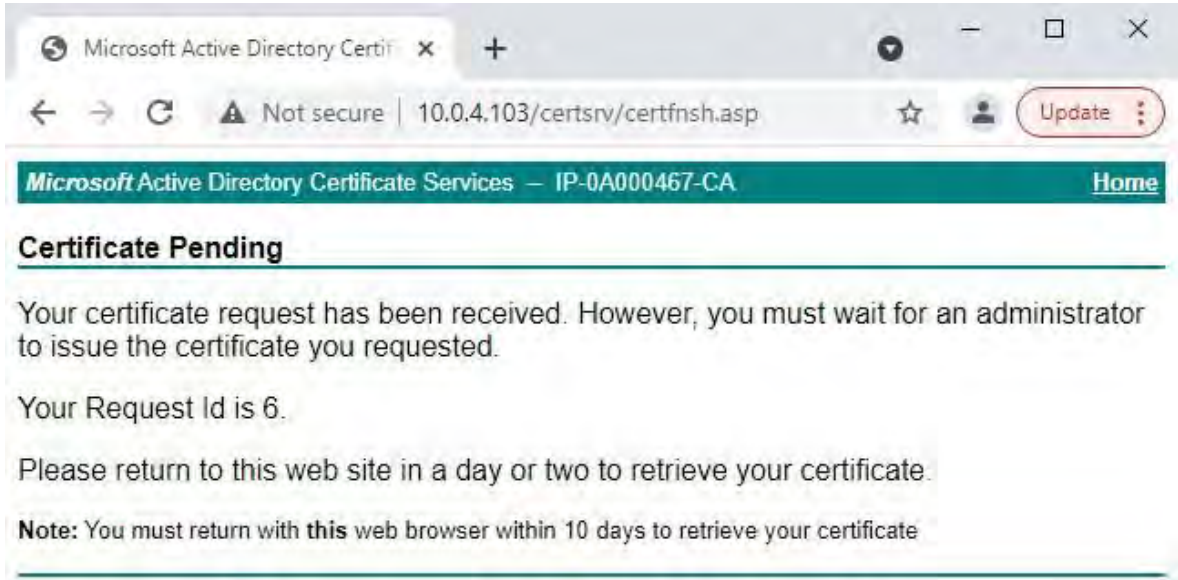 Microsoft Active Directory Certif
Not secure | 10.0.4.103/certsrv/certfnsh.asp Update
Microsoft Active Directory Certificate Services -- IP-0A000467-CA Home
Certificate Pending
Your certificate request has been received. However, you must wait for an administrator
to issue the certificate you requested.
Your Request Id is 6.
Please return to this web site in a day or two to retrieve your certificate.
Note: You must return with this web browser within 10 days to retrieve your certificate